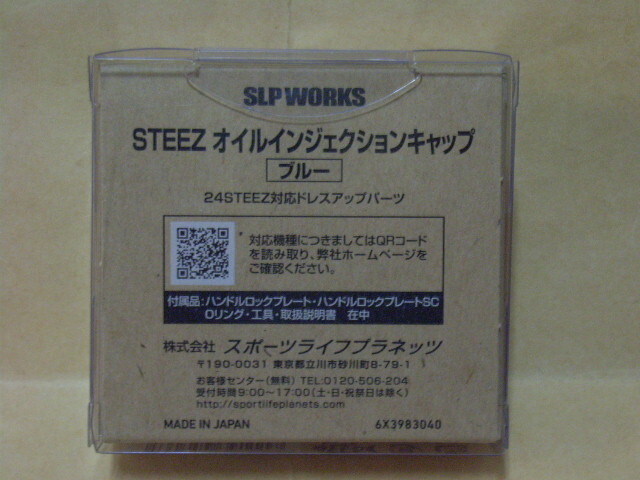 SLP WORKS
STEEZ オイルインジェクションキャップ
ブルー
24STEEZ対応ドレスアップパーツ
* 対応機種につきましてはQRコード
を読み取り、弊社ホームページを
ご確認ください。
付属品:ハンドルロックプレート・ハンドルロックプレートSC
Oリング・工具・取扱説明書 在中
株式会社 スポーツライフプラネッツ
〒190-0031 東京都立川市砂川町8-79-1
お客様センター(無料) TEL:0120-506-204
受付時間9:00〜17:00(土・日・祝祭日は除く)
http://sportlifeplanets.com
MADE IN JAPAN 6X3983040